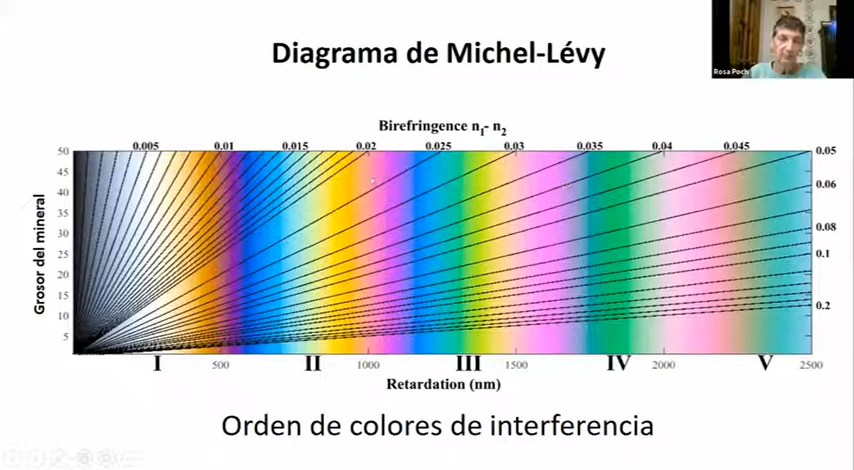 Diagrama de Michel-Lévy
Rosa Poch
Birefringence n1- n2
0.005 0.01 0.015 0.02 0.025 0.03 0.035 0.04 0.045 0.05
50
45
40
35
30
25
20
15
10
5
0.06
0.08
0.1
0.2
Grosor del mineral
I II III IV V
500 1000 1500 2000 2500
Retardation (nm)
Orden de colores de interferencia